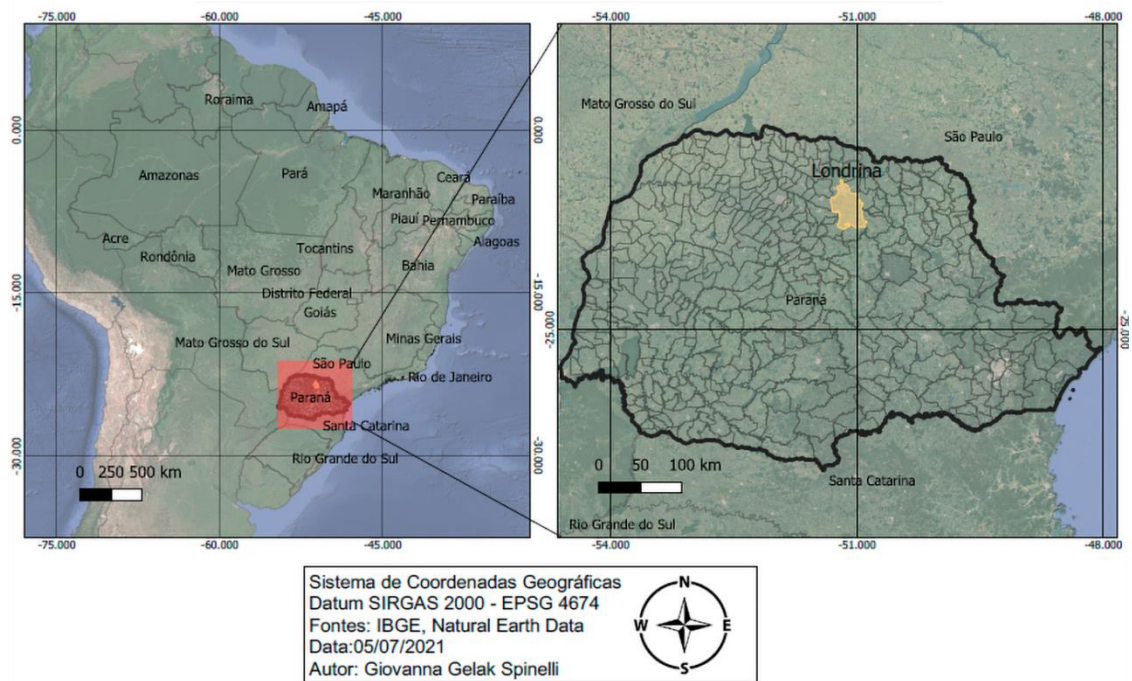 -75.000
-60.000
-45.000
-54.000
-51.000
-48.000
Roraima
Amapá
0.000
0.000
Amazonas
Pará
Ceará
Maranhão
Paraíba
Piauí
Pernambuco
Acre
Rondônia
Tocantins
Alagoas
Mato Grosso
Bahia
Distrito Federal
Goiás
-15.000
-15.000
Mato Grosso do Sul
Minas Gerais
São Paulo
Rio de Janeiro
Paraná
Santa Catarina
Rio Grande do Sul
-30.000
-30.000
0 250 500 km
-75.000
-60.000
-45.000
Mato Grosso do Sul
São Paulo
Londrina
Paraná
-25.000
-25.000
0 50 100 km
Santa Catarina
Rio Grande do Sul
-54.000
-51.000
-48.000
Sistema de Coordenadas Geográficas
Datum SIRGAS 2000 - EPSG 4674
Fontes: IBGE, Natural Earth Data
Data:05/07/2021
Autor: Giovanna Gelak Spinelli
N
W
E
S